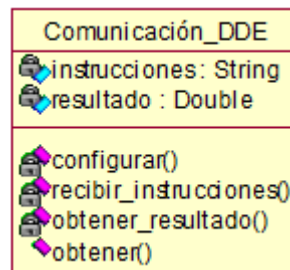 Comunicación_DDE
instrucciones : String
resultado : Double
configurar()
recibir_instrucciones()
obtener_resultado()
obtener()